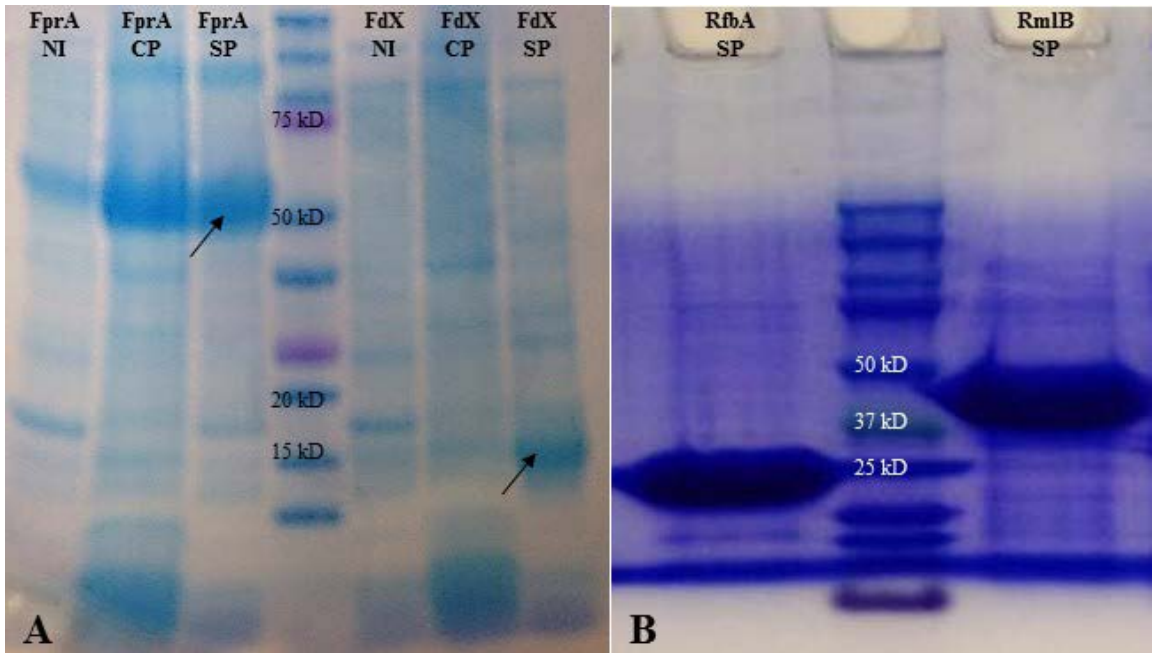 FprA
NI
FprA
CP
FprA
SP
FdX
NI
FdX
CP
FdX
SP
75 kD
50 kD
20 kD
15 kD
A
RfbA
SP
RmlB
SP
50 kD
37 kD
25 kD
B